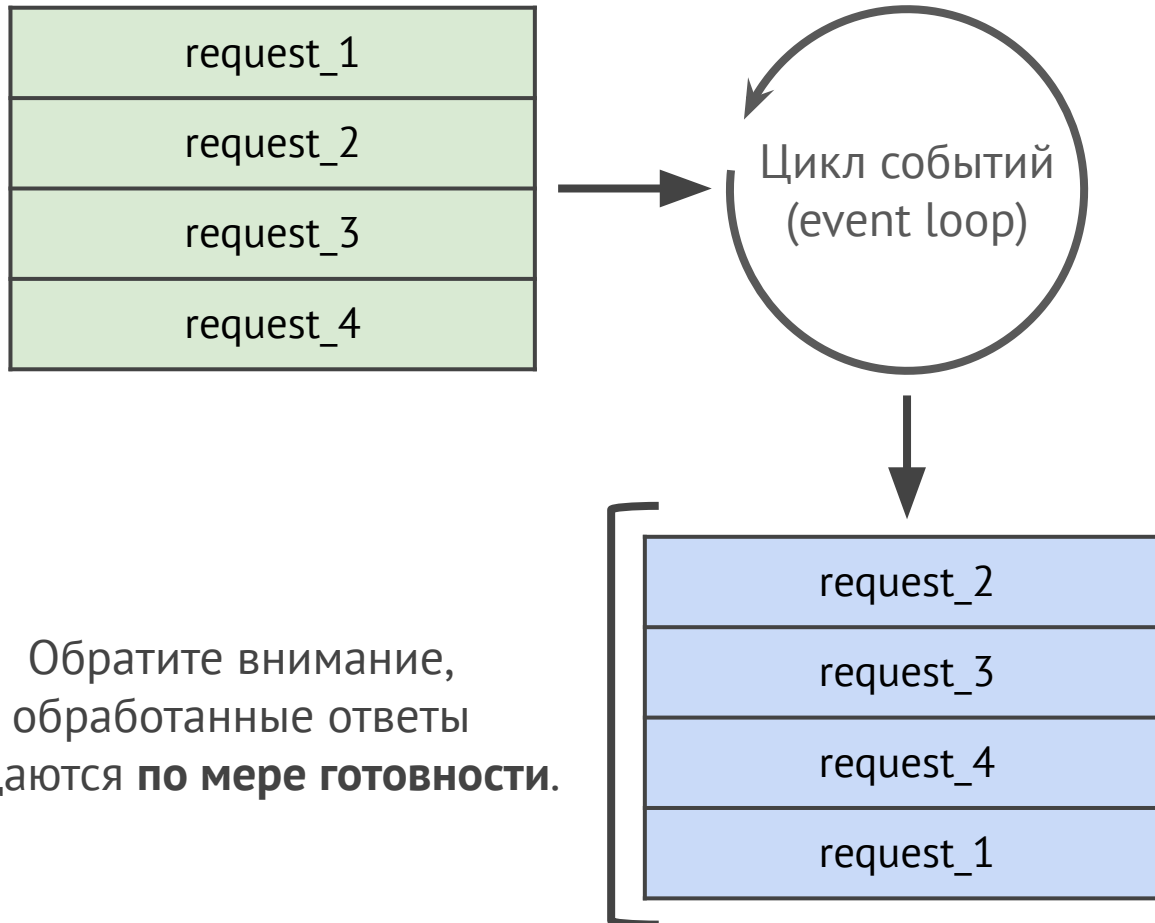 request_1
request_2
request_3
request_4
Цикл событий
(event loop)
Обратите внимание,
обработанные ответы
по мере готовности.
request_2
request_3
request_4
request_1